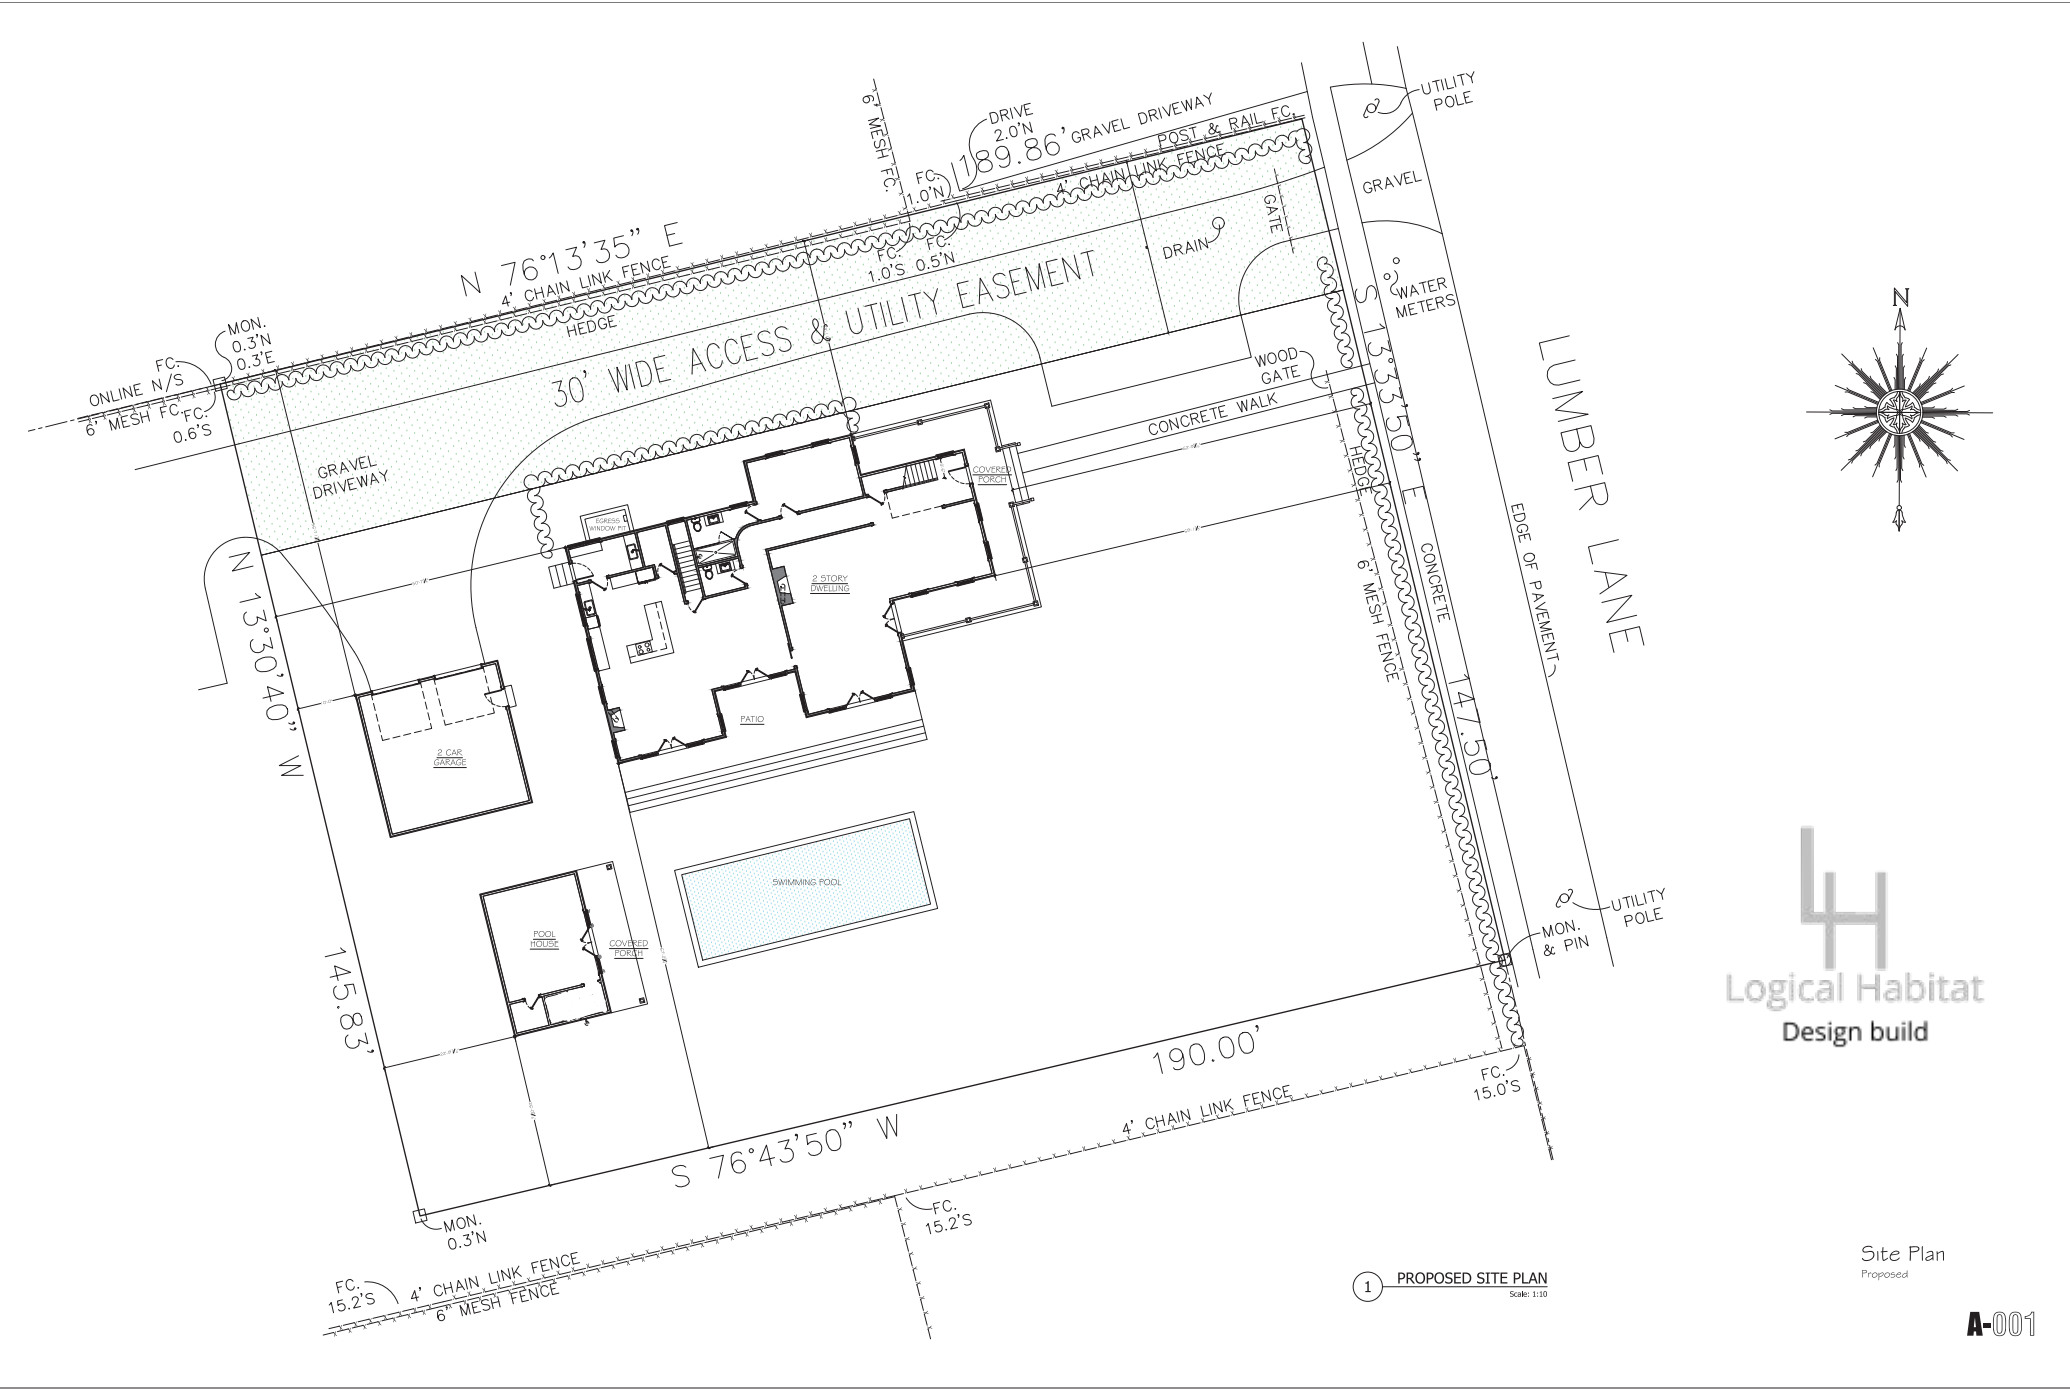 UTILITY
POLE
DRIVE
2.0'N
189.86'
GRAVEL DRIVEWAY
POST & RAIL FC.
6' MESH FC.
FC.
1.0'N
4' CHAIN LINK FENCE
GRAVEL
GATE
DRAIN
FC.
1.0'S
FC.
0.5'N
N 76°13'35" E
4' CHAIN LINK FENCE
HEDGE
30' WIDE ACCESS & UTILITY EASEMENT
WATER
METERS
MON.
0.3'N
0.3'E
FC.
ONLINE N/S
6' MESH FC.
FC.
0.6'S
N
S 13°33'50" E
147.50'
WOOD
GATE
CONCRETE WALK
HEDGE
LUMBER LANE
GRAVEL
DRIVEWAY
COVERED
PORCH
EGRESS
WINDOW PIT
2 STORY
DWELLING
EDGE OF PAVEMENT
CONCRETE
6' MESH FENCE
N 13°30'40" W
145.83'
PATIO
2 CAR
GARAGE
SWIMMING POOL
POOL
HOUSE
COVERED
PORCH
UTILITY
POLE
MON.
& PIN
LH
Logical Habitat
Design build
190.00'
S 76°43'50" W
4' CHAIN LINK FENCE
FC.
15.0'S
FC.
15.2'S
MON.
0.3'N
FC.
15.2'S
4' CHAIN LINK FENCE
6" MESH FENCE
1
PROPOSED SITE PLAN
Scale: 1:10
Site Plan
Proposed
A-001